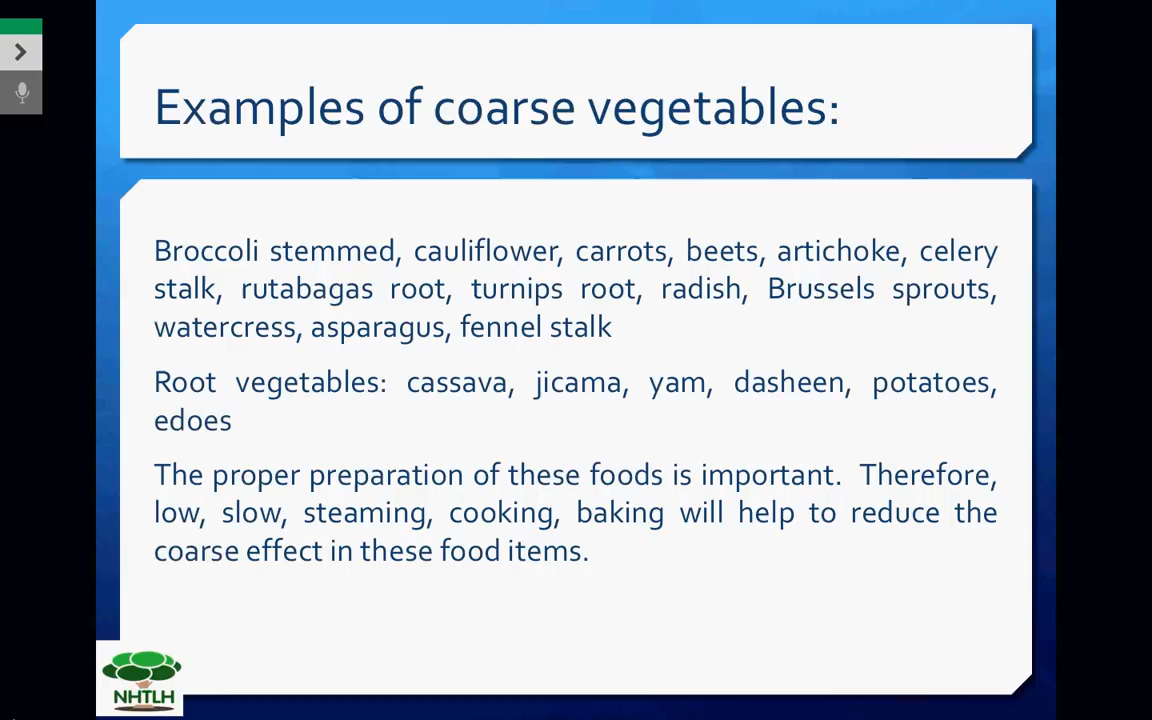 Examples of coarse vegetables:
Broccoli stemmed, cauliflower, carrots, beets, artichoke, celery
stalk, rutabagas root, turnips root, radish, Brussels sprouts,
watercress, asparagus, fennel stalk
Root vegetables: cassava, jicama, yam, dasheen, potatoes,
edoes
The proper preparation of these foods is important. Therefore,
low, slow, steaming, cooking, baking will help to reduce the
coarse effect in these food items.
NHTLH